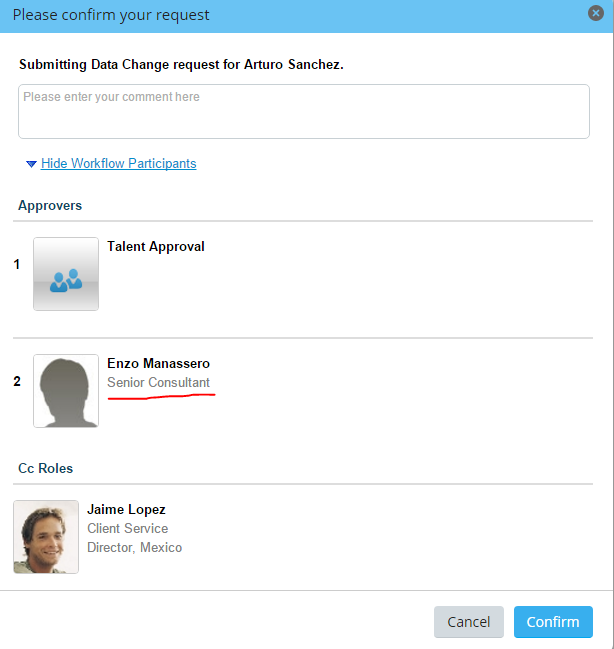 Please confirm your request
Submitting Data Change request for Arturo Sanchez.
Please enter your comment here
Hide Workflow Participants
Approvers
1
Talent Approval
2
Enzo Manassero
Senior Consultant
Cc Roles
Jaime Lopez
Client Service
Director, Mexico
Cancel
Confirm